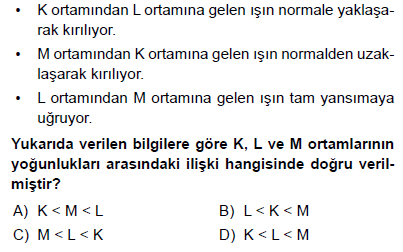 • K ortamından L ortamına gelen ışın normale yaklaşa-
rak kırılıyor.
• M ortamından K ortamına gelen ışın normalden uzak-
laşarak kırılıyor.
• L ortamından M ortamına gelen ışın tam yansımaya
uğruyor.
Yukarıda verilen bilgilere göre K, L ve M ortamlarının
yoğunlukları arasındaki ilişki hangisinde doğru veril-
miştir?
A) K < M < L B) L < K < M
C) M < L < K D) K < L < M